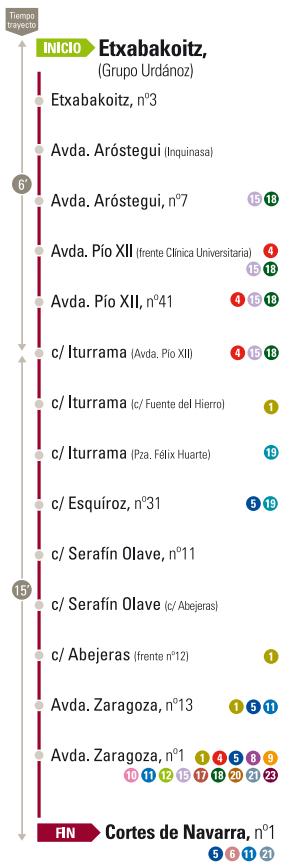 Tiempo
trayecto
INICIO Etxabakoitz,
(Grupo Urdánoz)
Etxabakoitz, nº3
Avda. Aróstegui (Inquinasa)
6'
Avda. Aróstegui, nº7 15 18
Avda. Pío XII (frente Clínica Universitaria) 4
15 18
Avda. Pío XII, nº41 4 15 18
c/ Iturrama (Avda. Pío XII) 4 15 18
c/ Iturrama (c/ Fuente del Hierro) 1
c/ Iturrama (Pza. Félix Huarte) 19
c/ Esquíroz, nº31 5 19
c/ Serafín Olave, nº11
15'
c/ Serafín Olave (c/ Abejeras)
c/ Abejeras (frente nº12) 1
Avda. Zaragoza, nº13 1 5 11
Avda. Zaragoza, nº1 1 4 5 8 9
10 11 12 15 17 18 20 21 23
FIN Cortes de Navarra, nº1
5 6 11 21